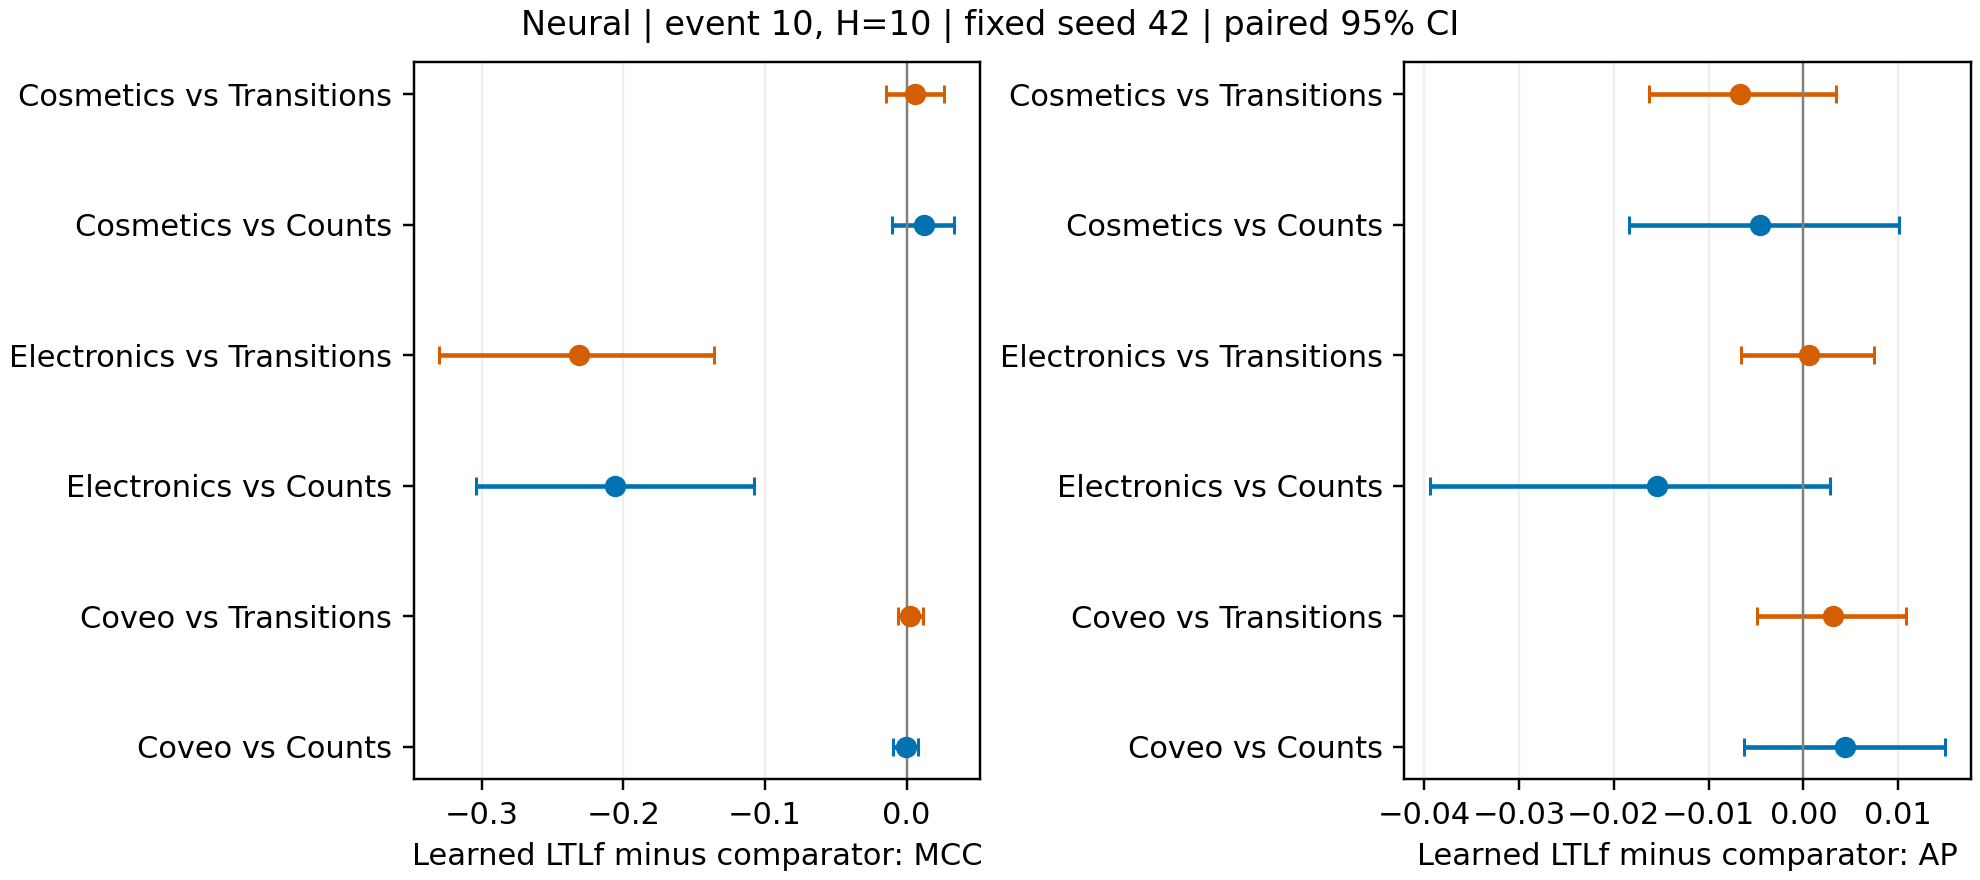 Neural | event 10, H=10 | fixed seed 42 | paired 95% CI
Cosmetics vs Transitions
Cosmetics vs Counts
Electronics vs Transitions
Electronics vs Counts
Coveo vs Transitions
Coveo vs Counts
−0.3 −0.2 −0.1 0.0
Learned LTLf minus comparator: MCC
Cosmetics vs Transitions
Cosmetics vs Counts
Electronics vs Transitions
Electronics vs Counts
Coveo vs Transitions
Coveo vs Counts
−0.04 −0.03 −0.02 −0.01 0.00 0.01
Learned LTLf minus comparator: AP